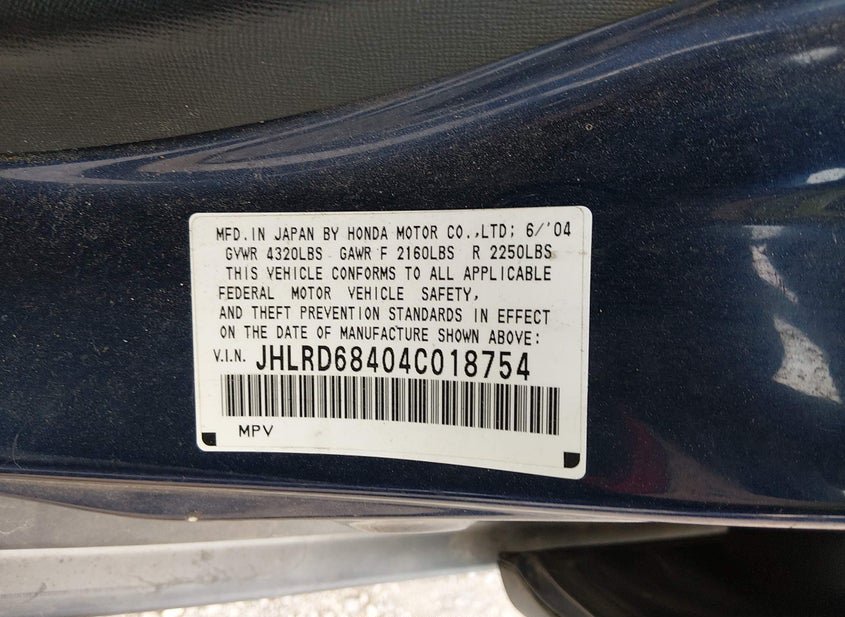 MFD.IN JAPAN BY HONDA MOTOR CO.,LTD; 6/'04
GVWR 4320LBS GAWR F 2160LBS R 2250LBS
THIS VEHICLE CONFORMS TO ALL APPLICABLE
FEDERAL MOTOR VEHICLE SAFETY,
AND THEFT PREVENTION STANDARDS IN EFFECT
ON THE DATE OF MANUFACTURE SHOWN ABOVE:
V.I.N. JHLRD68404C018754
MPV